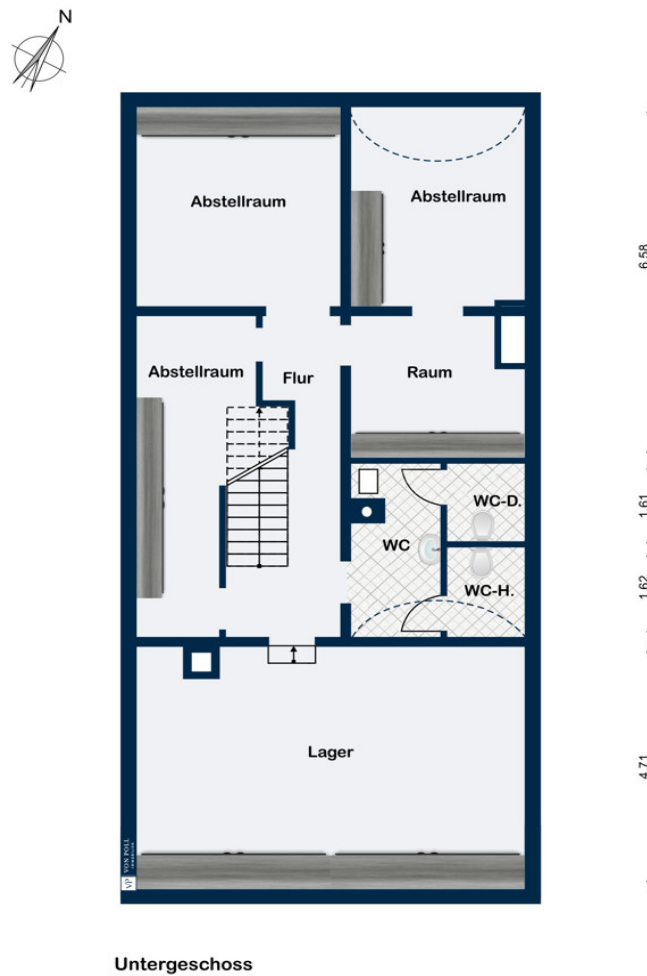 N
Abstellraum
Abstellraum
6.58
Abstellraum
Flur
Raum
WC-D.
1.61
WC
WC-H.
1.62
Lager
4.71
VON POLL
IMMOBILIEN
VP
Untergeschoss